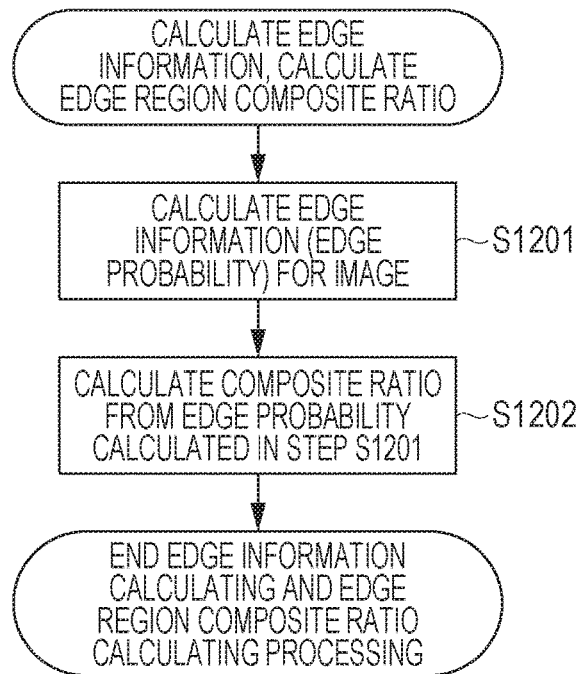 CALCULATE EDGE
INFORMATION, CALCULATE
EDGE REGION COMPOSITE RATIO
CALCULATE EDGE
INFORMATION (EDGE
PROBABILITY) FOR IMAGE
S1201
CALCULATE COMPOSITE RATIO
FROM EDGE PROBABILITY
CALCULATED IN STEP S1201
S1202
END EDGE INFORMATION
CALCULATING AND EDGE
REGION COMPOSITE RATIO
CALCULATING PROCESSING